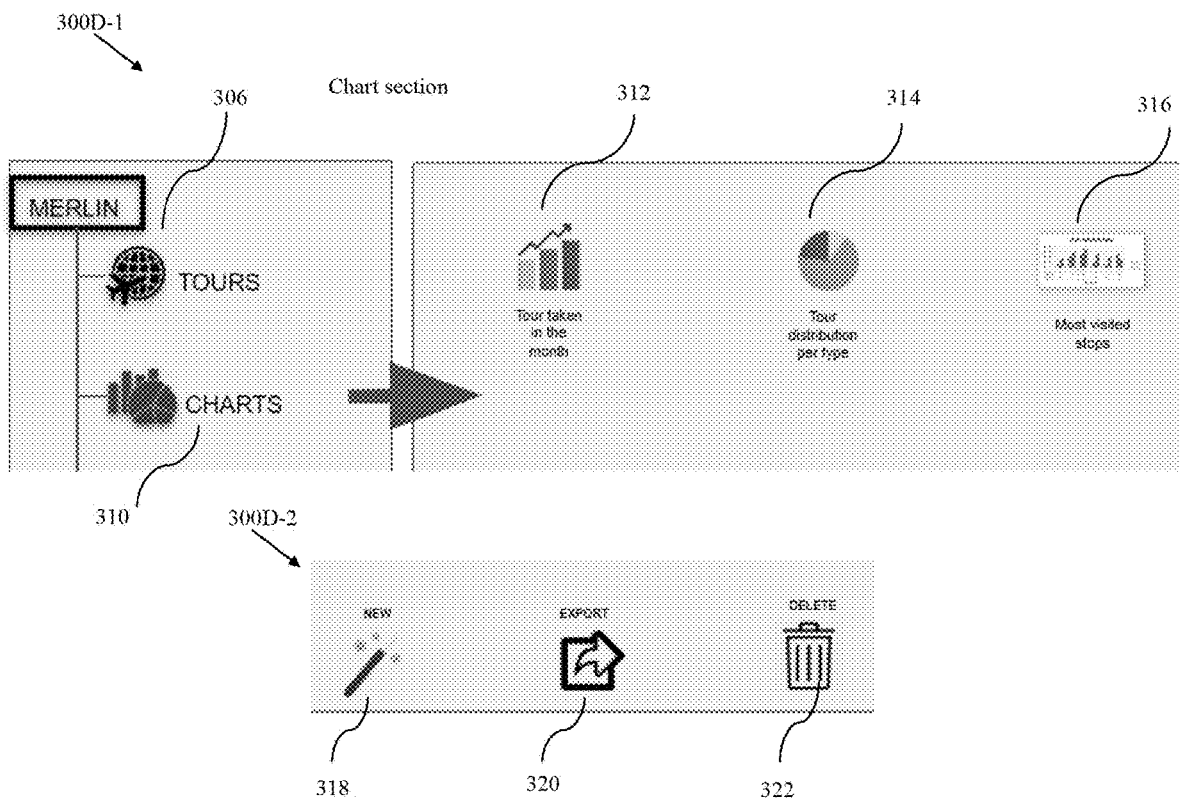 300D-1
306
Chart section
312
314
316
MERLIN
TOURS
CHARTS
Tour taken
in the
month
Tour
distribution
per type
Most visited
stops
310
300D-2
NEW
EXPORT
DELETE
318
320
322